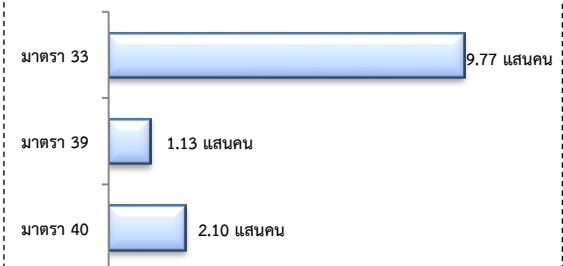 มาตรา 33 9.77 แสนคน
มาตรา 39 1.13 แสนคน
มาตรา 40 2.10 แสนคน